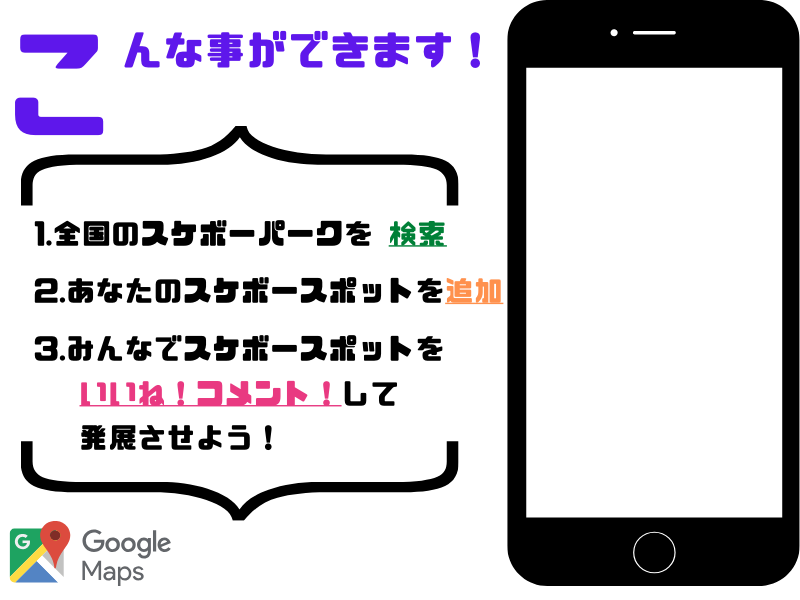 こんな事ができます！
1.全国のスケボーパークを 検索
2.あなたのスケボースポットを追加
3.みんなでスケボースポットを
いいね！コメント！して
発展させよう！
G
Google
Maps